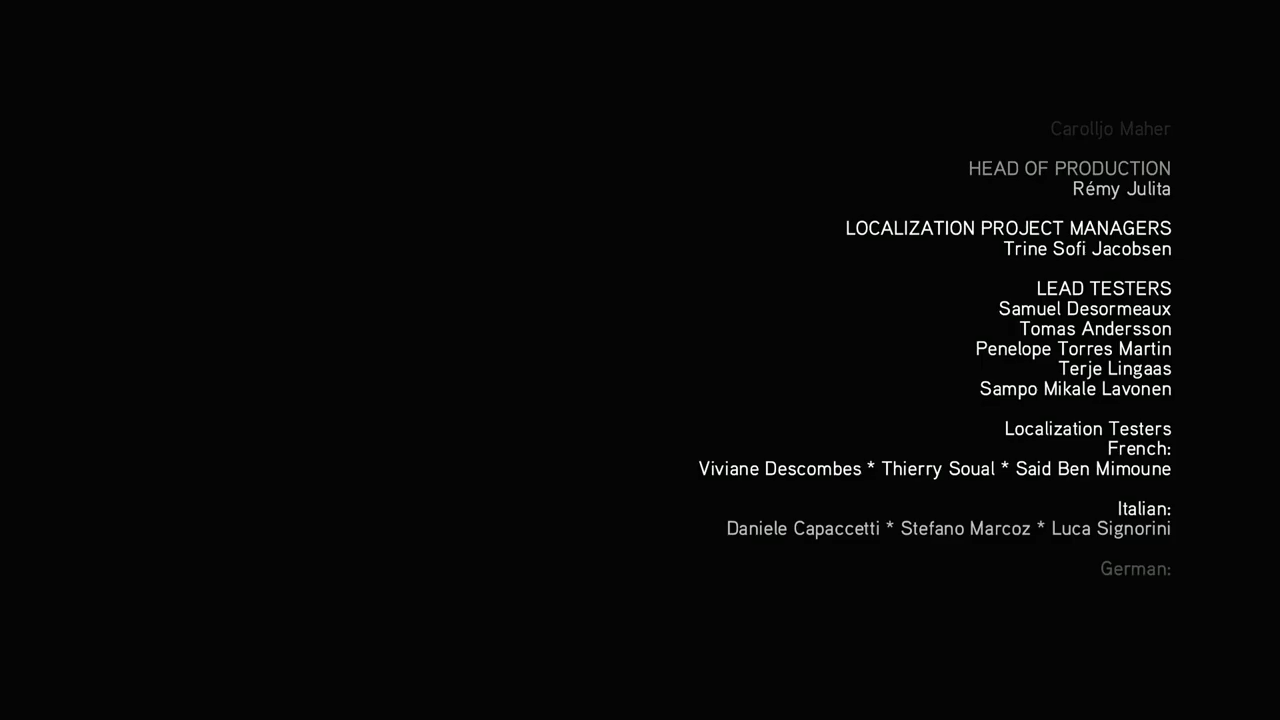 Carolljo Maher
HEAD OF PRODUCTION
Rémy Julita
LOCALIZATION PROJECT MANAGERS
Trine Sofi Jacobsen
LEAD TESTERS
Samuel Desormeaux
Tomas Andersson
Penelope Torres Martin
Terje Lingaas
Sampo Mikale Lavonen
Localization Testers
French:
Viviane Descombes * Thierry Soual * Said Ben Mimoune
Italian:
Daniele Capaccetti * Stefano Marcoz * Luca Signorini
German: